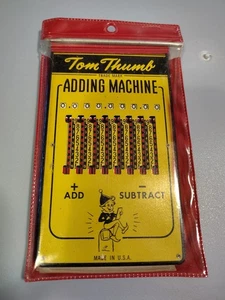 Tom Thumb
TRADE MARK
ADDING MACHINE
+ −
ADD SUBTRACT
MADE IN U.S.A.